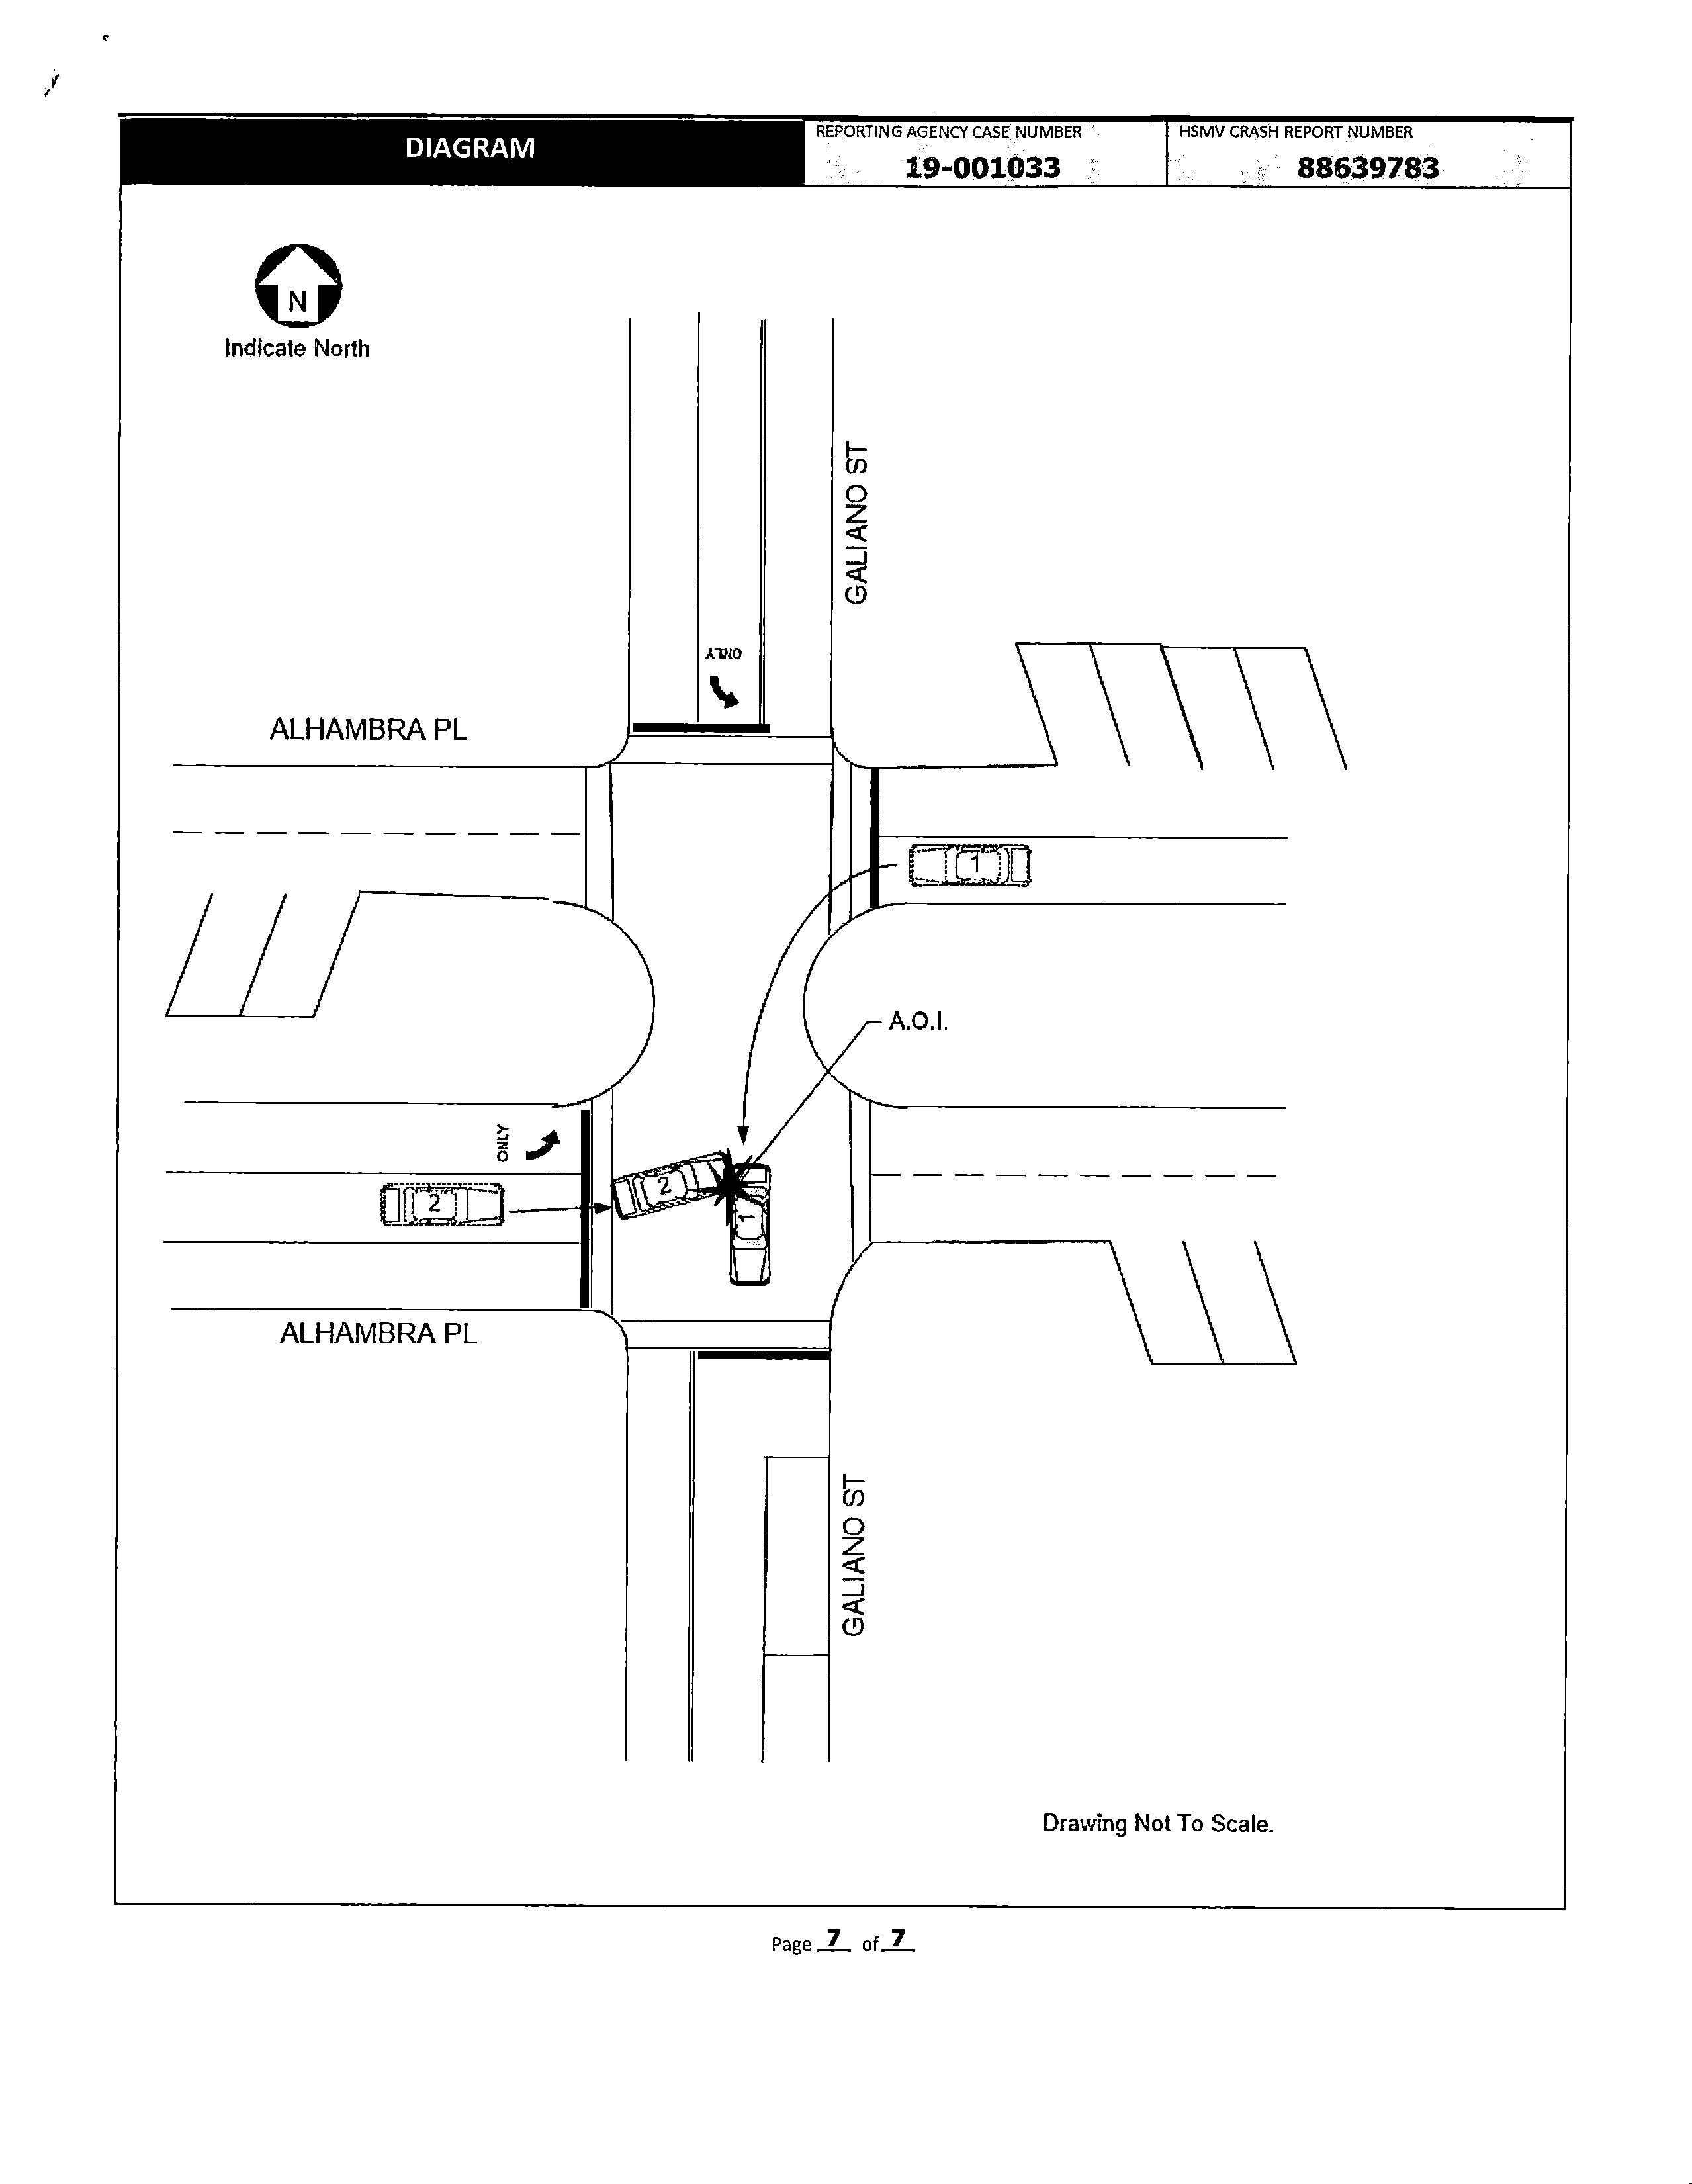 DIAGRAM
REPORTING AGENCY CASE NUMBER
19-001033
HSMV CRASH REPORT NUMBER
88639783
N
Indicate North
GALIANO ST
ONLY
ALHAMBRA PL
1
A.O.I.
ONLY
2
2
1
ALHAMBRA PL
GALIANO ST
Drawing Not To Scale.
Page 7 of 7